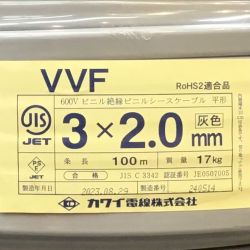 VVF
RoHS2適合品
600V ビニル絶縁ビニルシースケーブル 平形
JIS
JET
3×2.0mm
灰色
PS E
JET
条長 100m 質量 17kg
合格 JIS C 3342 認証番号 JE0507005
製造年月日 2023.08.29 製造番号 240514
カワイ電線株式会社